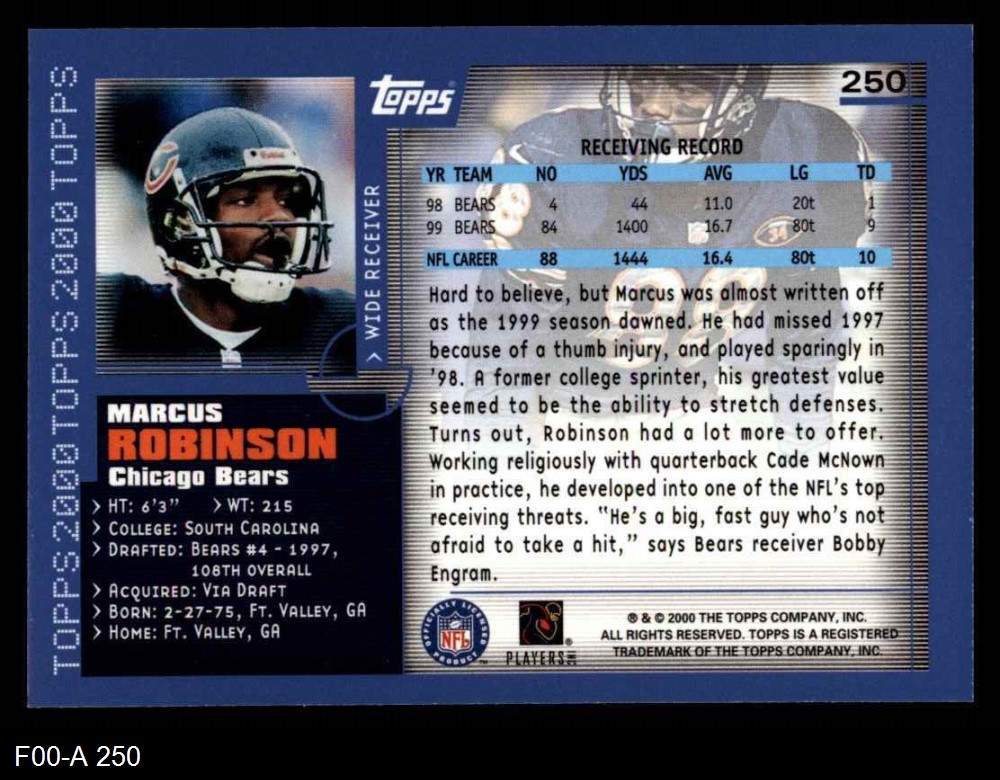 TOPPS 2000 TOPPS 2000 TOPPS 2000 TOPPS
Topps
250
WIDE RECEIVER
RECEIVING RECORD
YR TEAM NO YDS AVG LG TD
98 BEARS 4 44 11.0 20t 1
99 BEARS 84 1400 16.7 80t 9
NFL CAREER 88 1444 16.4 80t 10
Hard to believe, but Marcus was almost written off
as the 1999 season dawned. He had missed 1997
because of a thumb injury, and played sparingly in
'98. A former college sprinter, his greatest value
seemed to be the ability to stretch defenses.
Turns out, Robinson had a lot more to offer.
Working religiously with quarterback Cade McNown
in practice, he developed into one of the NFL's top
receiving threats. "He's a big, fast guy who's not
afraid to take a hit," says Bears receiver Bobby
Engram.
MARCUS
ROBINSON
Chicago Bears
> HT: 6'3" > WT: 215
> COLLEGE: SOUTH CAROLINA
> DRAFTED: BEARS #4 - 1997,
108TH OVERALL
> ACQUIRED: VIA DRAFT
> BORN: 2-27-75, FT. VALLEY, GA
> HOME: FT. VALLEY, GA
OFFICIALLY LICENSED
NFL
PRODUCT
PLAYERS INC
® & © 2000 THE TOPPS COMPANY, INC.
ALL RIGHTS RESERVED. TOPPS IS A REGISTERED
TRADEMARK OF THE TOPPS COMPANY, INC.
F00-A 250